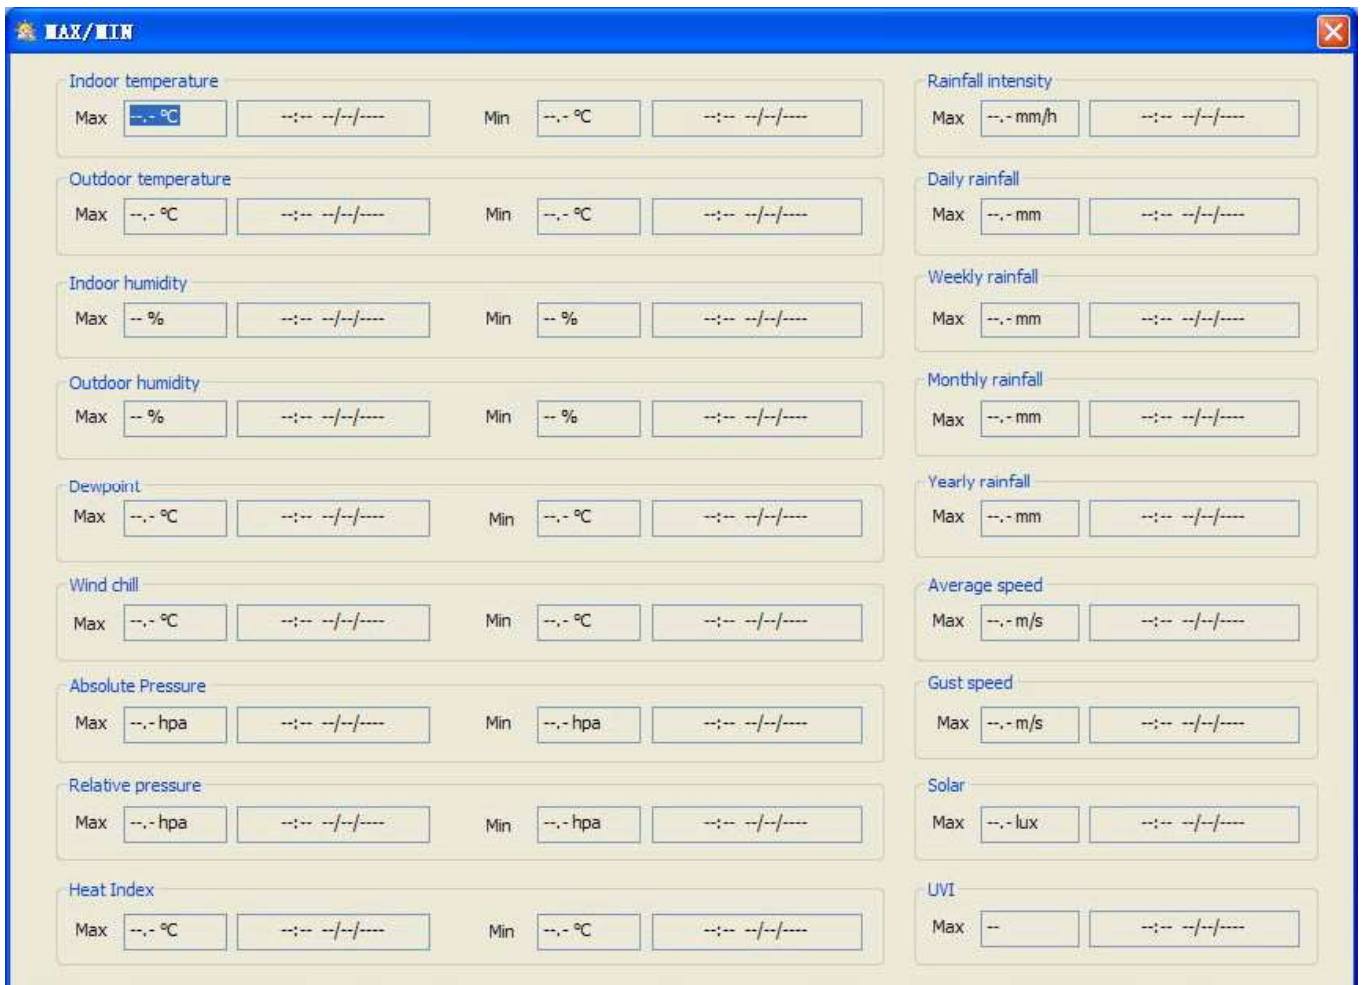 MAX/MIN
Indoor temperature
Max --.- ℃ --:-- --/--/---- Min --.- ℃ --:-- --/--/----
Rainfall intensity
Max --.- mm/h --:-- --/--/----
Outdoor temperature
Max --.- ℃ --:-- --/--/---- Min --.- ℃ --:-- --/--/----
Daily rainfall
Max --.- mm --:-- --/--/----
Indoor humidity
Max -- % --:-- --/--/---- Min -- % --:-- --/--/----
Weekly rainfall
Max --.- mm --:-- --/--/----
Outdoor humidity
Max -- % --:-- --/--/---- Min -- % --:-- --/--/----
Monthly rainfall
Max --.- mm --:-- --/--/----
Dewpoint
Max --.- ℃ --:-- --/--/---- Min --.- ℃ --:-- --/--/----
Yearly rainfall
Max --.- mm --:-- --/--/----
Wind chill
Max --.- ℃ --:-- --/--/---- Min --.- ℃ --:-- --/--/----
Average speed
Max --.- m/s --:-- --/--/----
Absolute Pressure
Max --.- hpa --:-- --/--/---- Min --.- hpa --:-- --/--/----
Gust speed
Max --.- m/s --:-- --/--/----
Relative pressure
Max --.- hpa --:-- --/--/---- Min --.- hpa --:-- --/--/----
Solar
Max --.- lux --:-- --/--/----
Heat Index
Max --.- ℃ --:-- --/--/---- Min --.- ℃ --:-- --/--/----
UVI
Max -- --:-- --/--/----